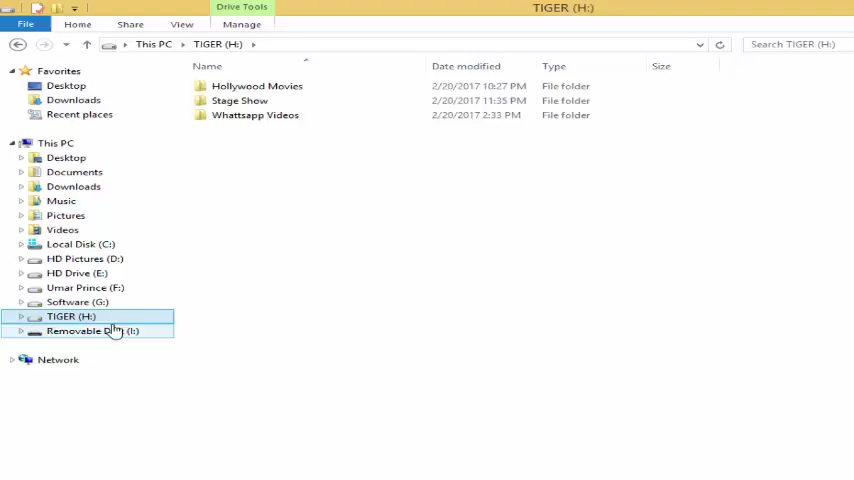 Drive Tools
TIGER (H:)
File Home Share View Manage
This PC TIGER (H:) Search TIGER (H:)
Name Date modified Type Size
Favorites
Desktop
Downloads
Recent places
Hollywood Movies 2/20/2017 10:27 PM File folder
Stage Show 2/20/2017 11:35 PM File folder
Whattsapp Videos 2/20/2017 2:33 PM File folder
This PC
Desktop
Documents
Downloads
Music
Pictures
Videos
Local Disk (C:)
HD Pictures (D:)
HD Drive (E:)
Umar Prince (F:)
Software (G:)
TIGER (H:)
Removable (I:)
Network